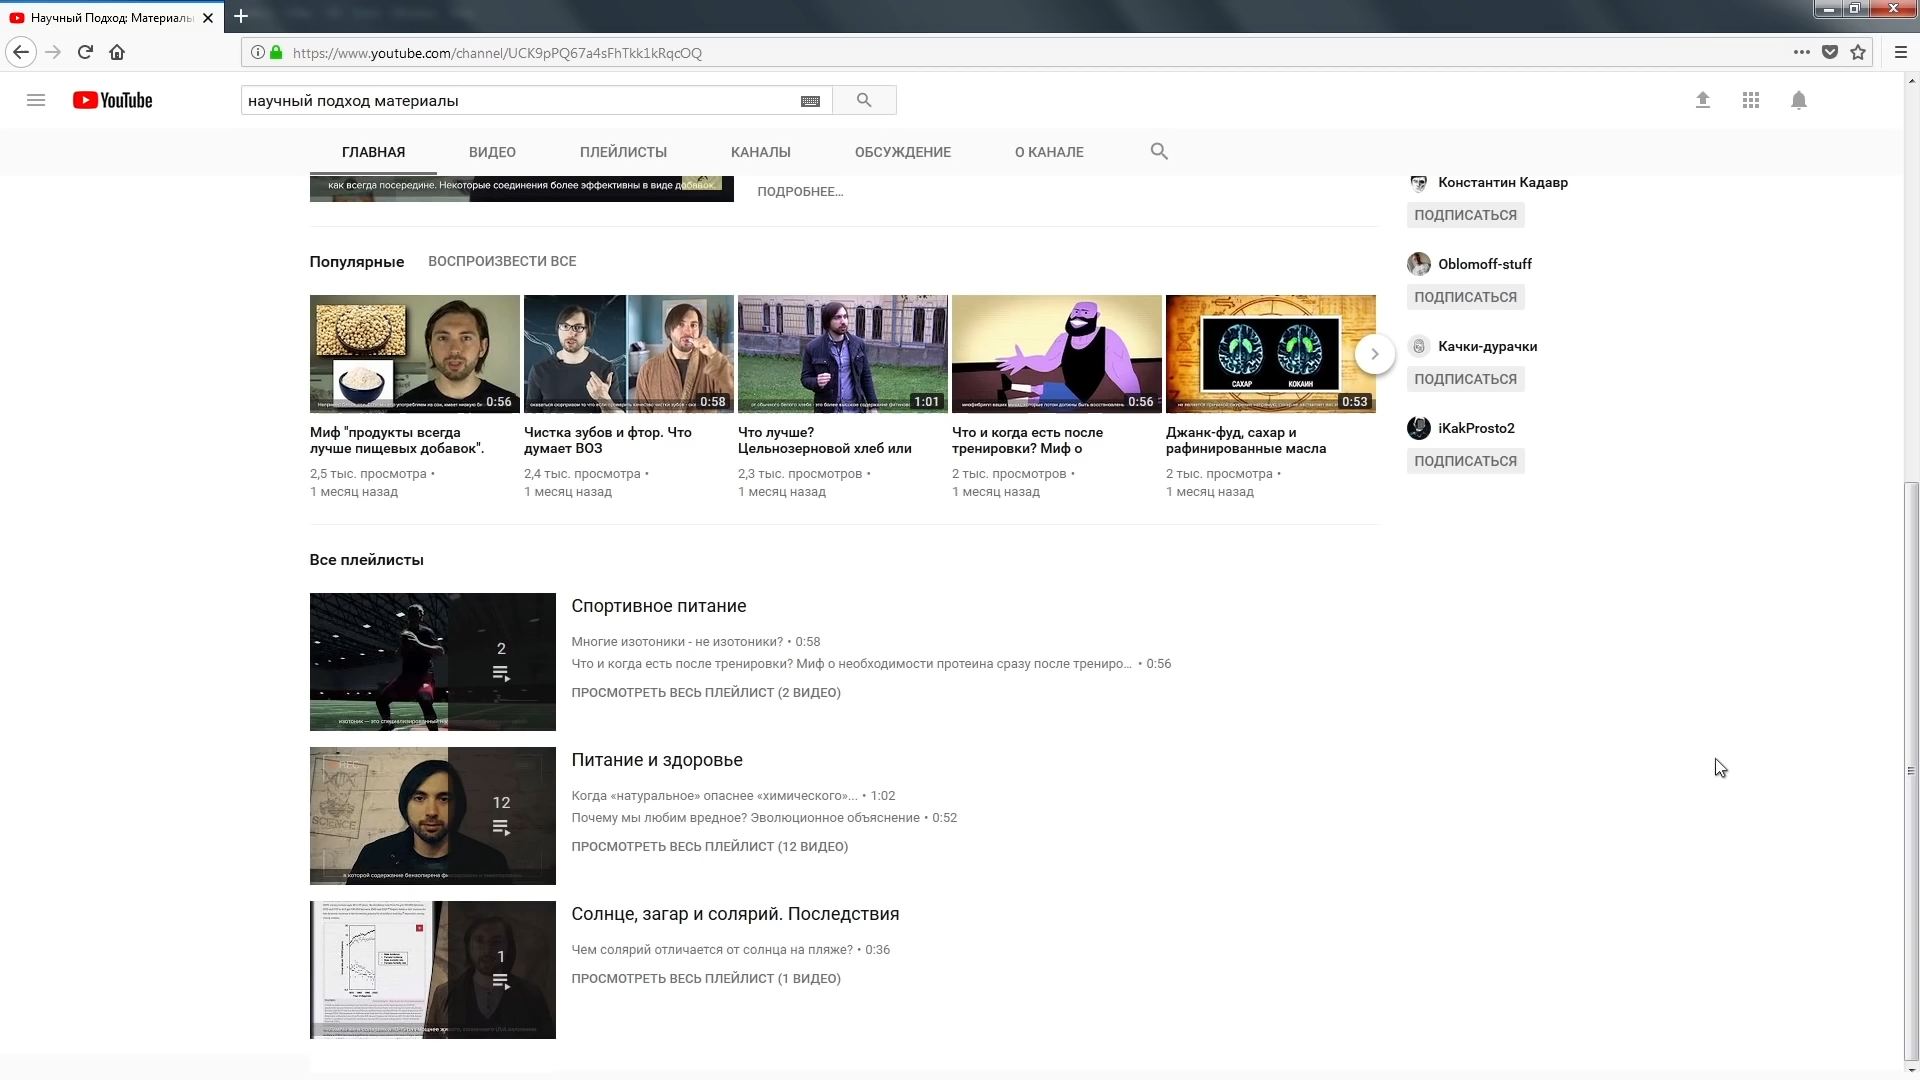 Научный Подход: Материалы
https://www.youtube.com/channel/UCK9pPQ67a4sFhTkk1kRqcOQ
YouTube
научный подход материалы
ГЛАВНАЯ
ВИДЕО
ПЛЕЙЛИСТЫ
КАНАЛЫ
ОБСУЖДЕНИЕ
О КАНАЛЕ
как всегда посередине. Некоторые соединения более эффективны в виде добавок.
ПОДРОБНЕЕ...
Константин Кадавр
ПОДПИСАТЬСЯ
Oblomoff-stuff
ПОДПИСАТЬСЯ
Качки-дурачки
ПОДПИСАТЬСЯ
iKakProsto2
ПОДПИСАТЬСЯ
Популярные ВОСПРОИЗВЕСТИ ВСЕ
0:56
Миф "продукты всегда
лучше пищевых добавок".
2,5 тыс. просмотра •
1 месяц назад
0:58
Чистка зубов и фтор. Что
думает ВОЗ
2,4 тыс. просмотра •
1 месяц назад
1:01
Что лучше?
Цельнозерновой хлеб или
2,3 тыс. просмотров •
1 месяц назад
0:56
Что и когда есть после
тренировки? Миф о
2 тыс. просмотров •
1 месяц назад
САХАР КОКАИН
0:53
Джанк-фуд, сахар и
рафинированные масла
2 тыс. просмотра •
1 месяц назад
Все плейлисты
2
Спортивное питание
Многие изотоники - не изотоники? • 0:58
Что и когда есть после тренировки? Миф о необходимости протеина сразу после трениро... • 0:56
ПРОСМОТРЕТЬ ВЕСЬ ПЛЕЙЛИСТ (2 ВИДЕО)
SCIENCE
12
Питание и здоровье
Когда «натуральное» опаснее «химического»... • 1:02
Почему мы любим вредное? Эволюционное объяснение • 0:52
ПРОСМОТРЕТЬ ВЕСЬ ПЛЕЙЛИСТ (12 ВИДЕО)
1
Солнце, загар и солярий. Последствия
Чем солярий отличается от солнца на пляже? • 0:36
ПРОСМОТРЕТЬ ВЕСЬ ПЛЕЙЛИСТ (1 ВИДЕО)